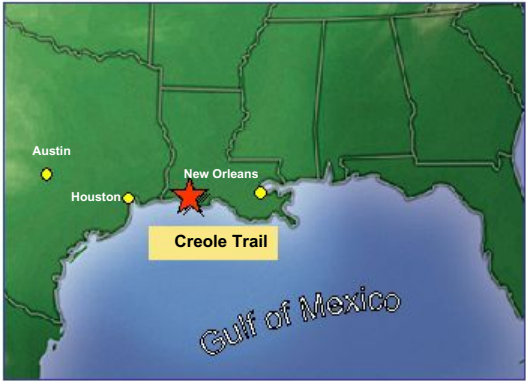 Austin
New Orleans
Houston
Creole Trail
Gulf of Mexico